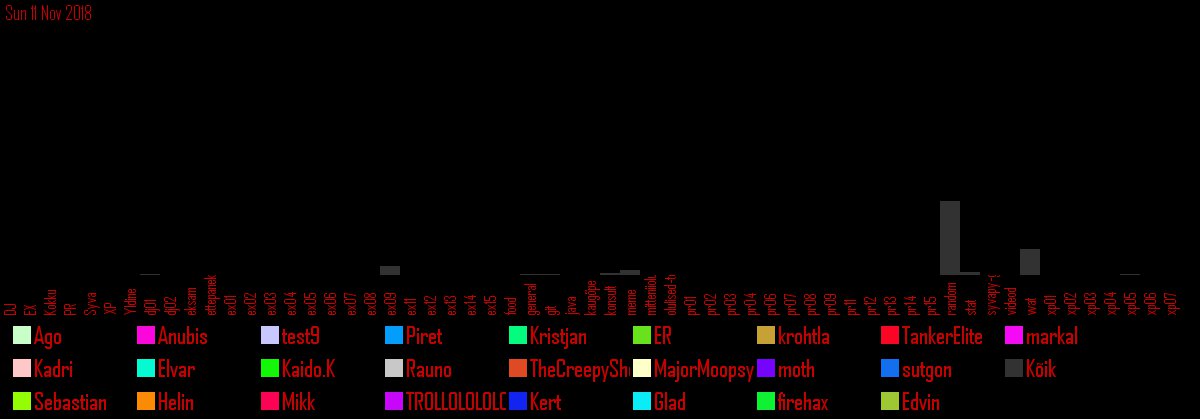 Sun 11 Nov 2018
DJ
EX
Kokku
PR
Syva
XP
Yldine
dj01
dj02
eksam
ettepanek
ex01
ex02
ex03
ex04
ex05
ex06
ex07
ex08
ex09
ex11
ex12
ex13
ex14
ex15
food
general
git
java
kangöpe
konsult
meme
olulised-h
pr01
pr02
pr03
pr04
pr06
pr07
pr08
pr09
pr11
pr12
pr13
pr14
pr15
random
stat
videod
wat
xp01
xp02
xp03
xp04
xp05
xp06
xp07
Ago Anubis test9 Piret Kristjan ER krohtla TankerElite markal
Kadri Elvar Kaido.K Rauno TheCreepySh MajorMoopsy moth sutgon Kõik
Sebastian Helin Mikk TROLLOLOLOLO Kert Glad firehax Edvin